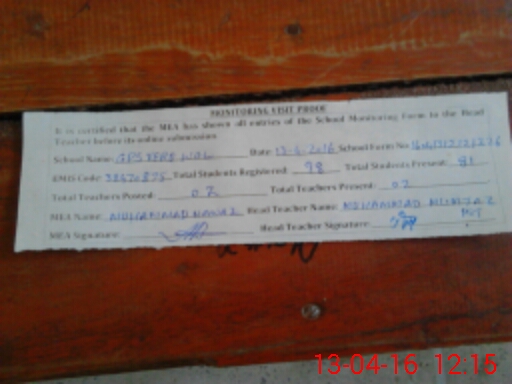 MONITORING VISIT PROOF
It is certified that the MEA has shown all entries of the School Monitoring Form to the Head
Teacher before its online submission
School Name: GPS Date: 13-4-2016 School Form No
EMIS Code: Total Students Registered: 98 Total Students Present: 81
Total Teachers Posted: 02 Total Teachers Present: 02
MEA Name: MUHAMMAD NAWAZ Head Teacher Name: MUHAMMAD MUMTAZ
MEA Signature: Head Teacher Signature:
13-04-16 12:15